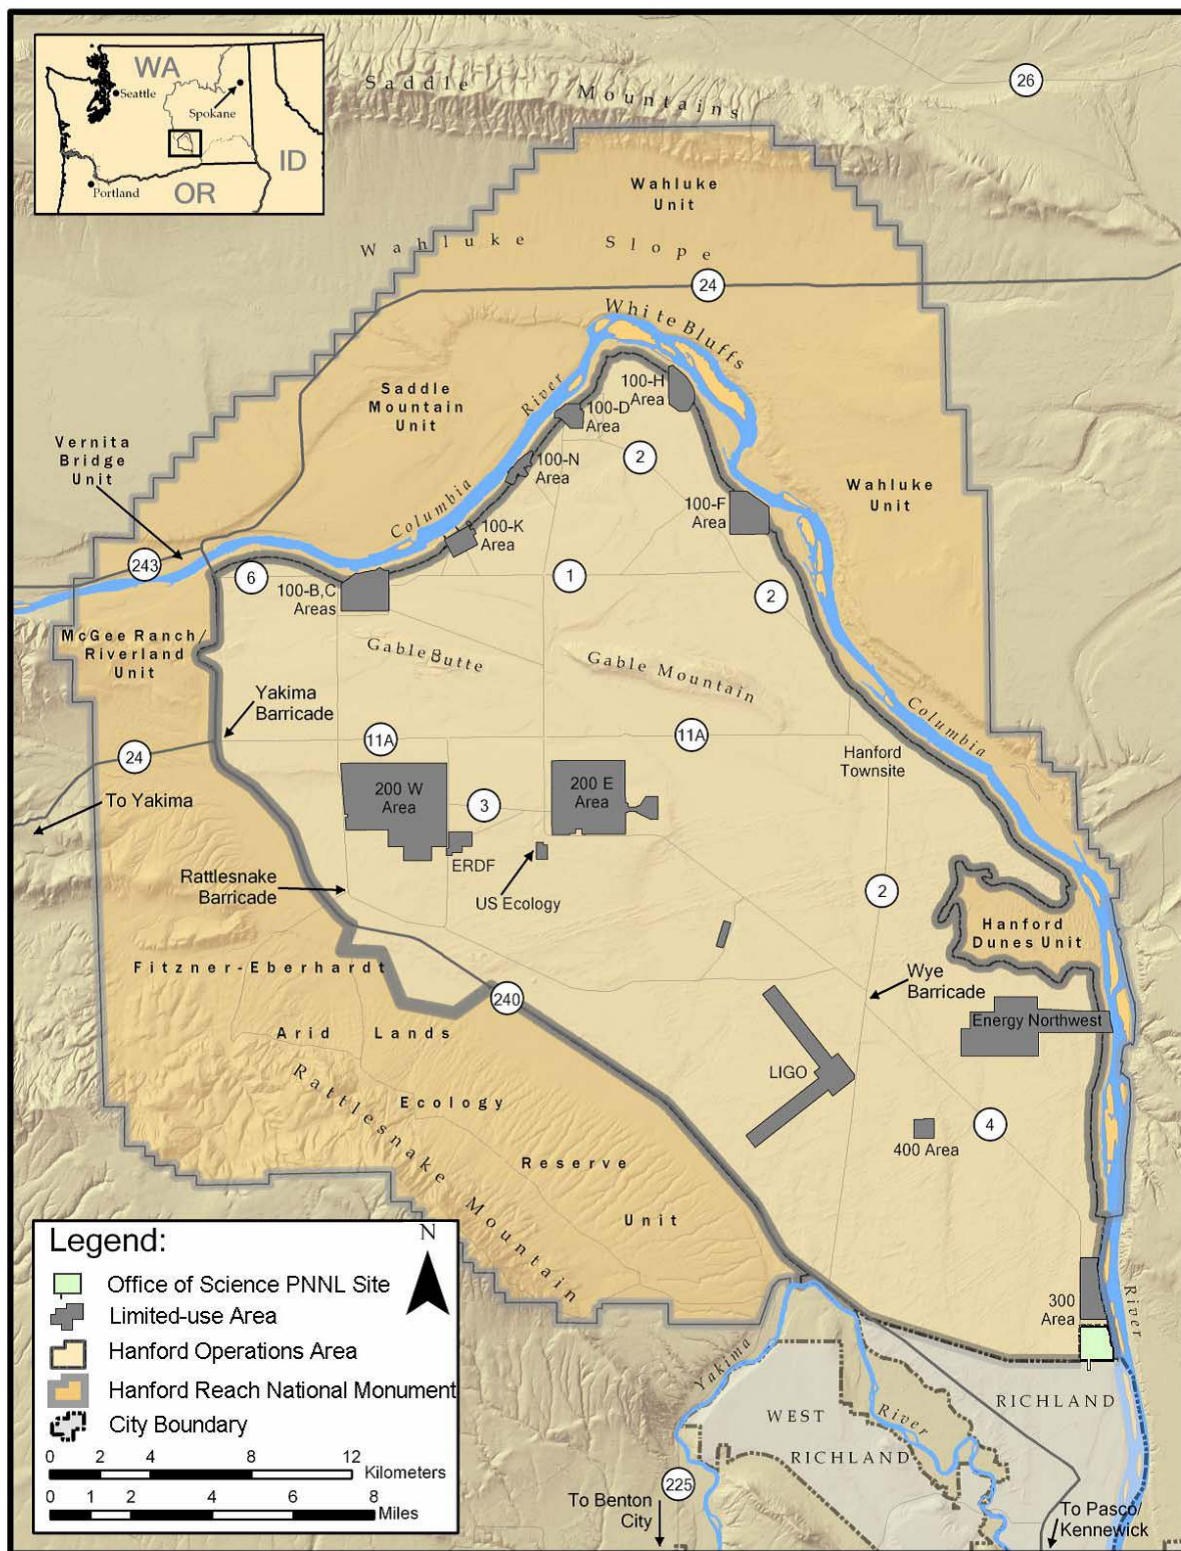 WA
Seattle
Spokane
ID
Portland
OR
Saddle Mountains
26
Wahluke
Unit
Wahluke Slope
24
White Bluffs
Saddle
Mountain
Unit
River
100-H
Area
100-D
Area
Vernita
Bridge
Unit
2
100-N
Area
Columbia
Wahluke
Unit
100-F
Area
100-K
Area
243
6
1
2
100-B,C
Areas
McGee Ranch/
Riverland
Unit
Gable Butte
Gable Mountain
Yakima
Barricade
Columbia
11A
11A
24
Hanford
Townsite
To Yakima
200 W
Area
3
200 E
Area
ERDF
Rattlesnake
Barricade
US Ecology
2
Hanford
Dunes Unit
Fitzner-Eberhardt
Wye
Barricade
240
Arid Lands
Energy Northwest
LIGO
Ecology
Rattlesnake Mountain
4
400 Area
Reserve
Unit
Legend:
N
Office of Science PNNL Site
Limited-use Area
Hanford Operations Area
Hanford Reach National Monument
City Boundary
0 2 4 8 12
Kilometers
0 1 2 4 6 8
Miles
300
Area
River
Yakima
River
RICHLAND
WEST
RICHLAND
225
To Benton
City
To Pasco/
Kennewick